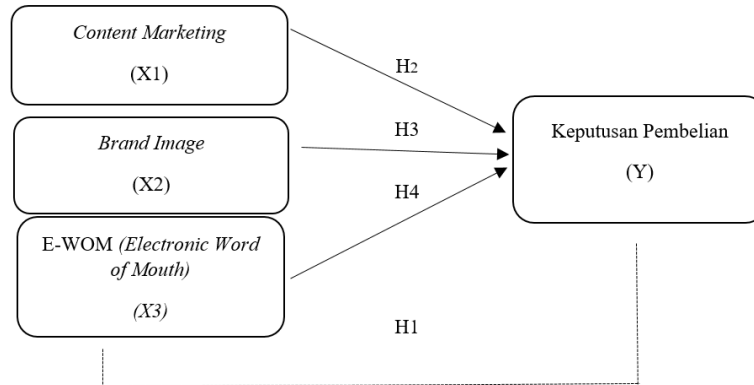 Content Marketing
(X1)
H2
Brand Image
(X2)
H3
Keputusan Pembelian
(Y)
H4
E-WOM (Electronic Word
of Mouth)
(X3)
H1